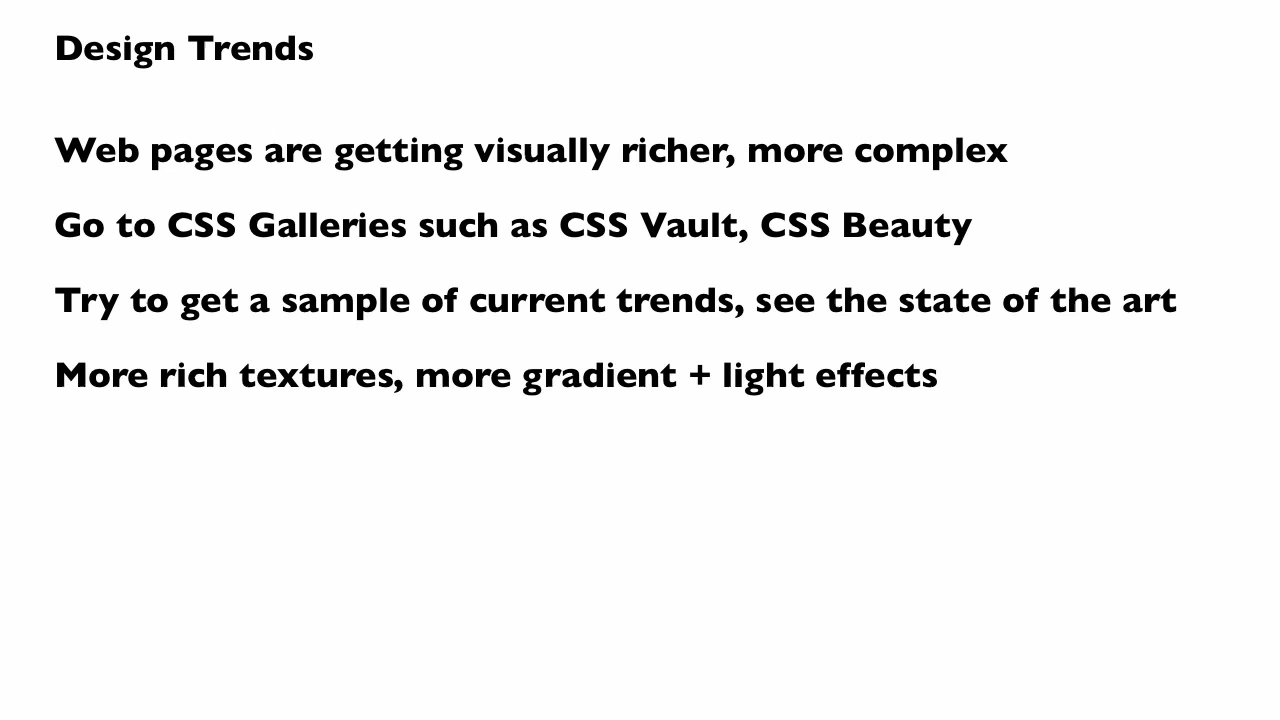 Design Trends
Web pages are getting visually richer, more complex
Go to CSS Galleries such as CSS Vault, CSS Beauty
Try to get a sample of current trends, see the state of the art
More rich textures, more gradient + light effects